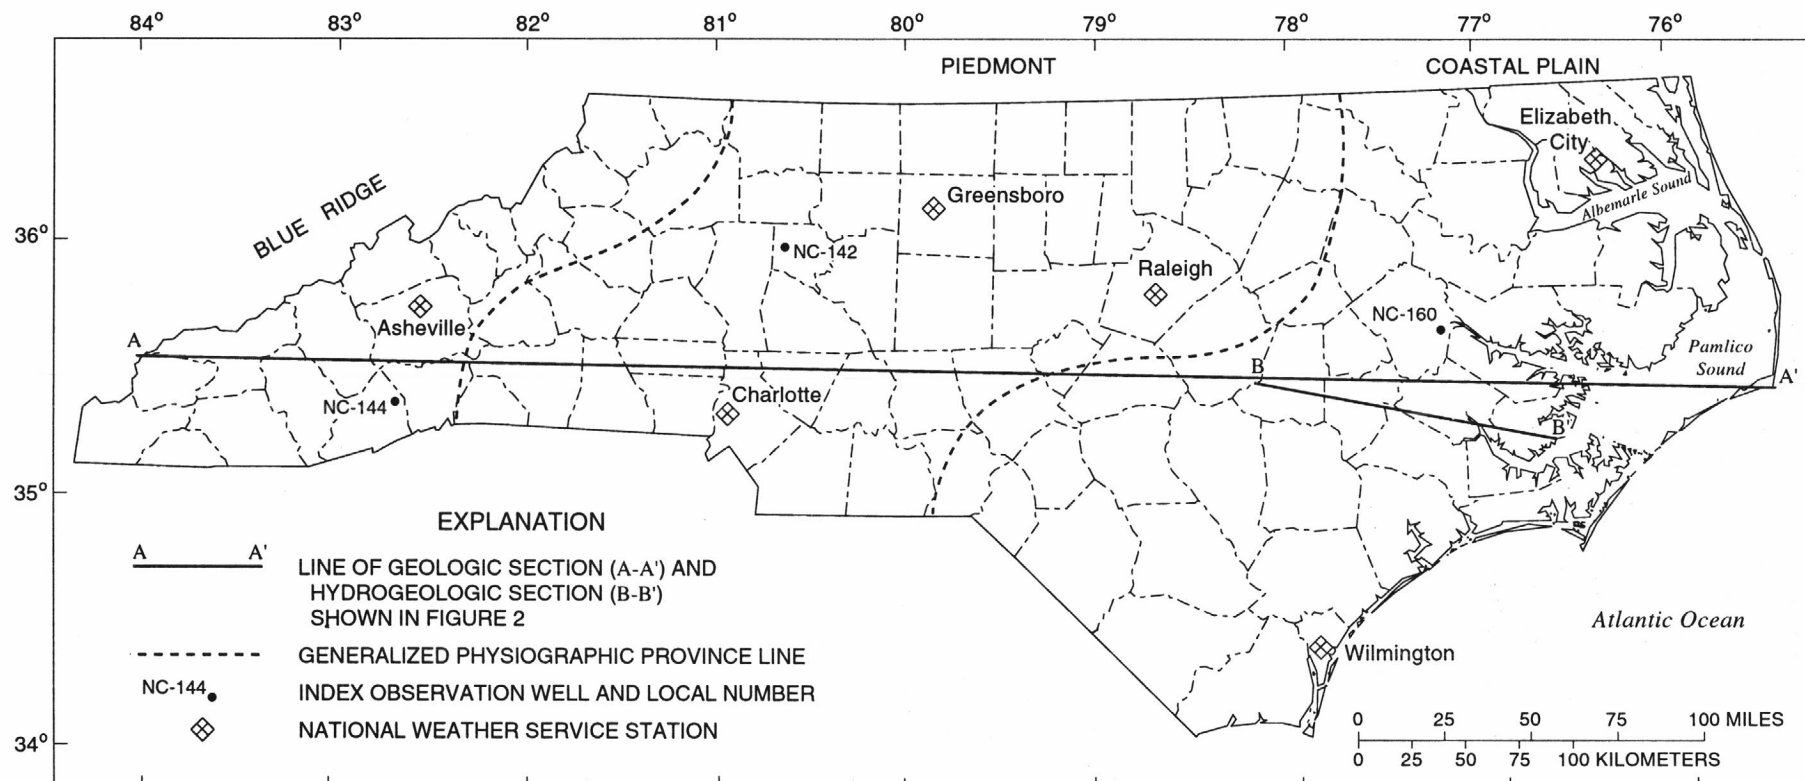 84° 83° 82° 81° 80° 79° 78° 77° 76°
PIEDMONT COASTAL PLAIN
Elizabeth
City
BLUE RIDGE
Greensboro
Albemarle Sound
36°
NC-142
Raleigh
Asheville
NC-160
Pamlico
Sound
A
B
A'
Charlotte
NC-144
B'
35°
EXPLANATION
A A'
LINE OF GEOLOGIC SECTION (A-A') AND
HYDROGEOLOGIC SECTION (B-B')
SHOWN IN FIGURE 2
Atlantic Ocean
GENERALIZED PHYSIOGRAPHIC PROVINCE LINE
Wilmington
NC-144 INDEX OBSERVATION WELL AND LOCAL NUMBER
NATIONAL WEATHER SERVICE STATION
34°
0 25 50 75 100 MILES
0 25 50 75 100 KILOMETERS